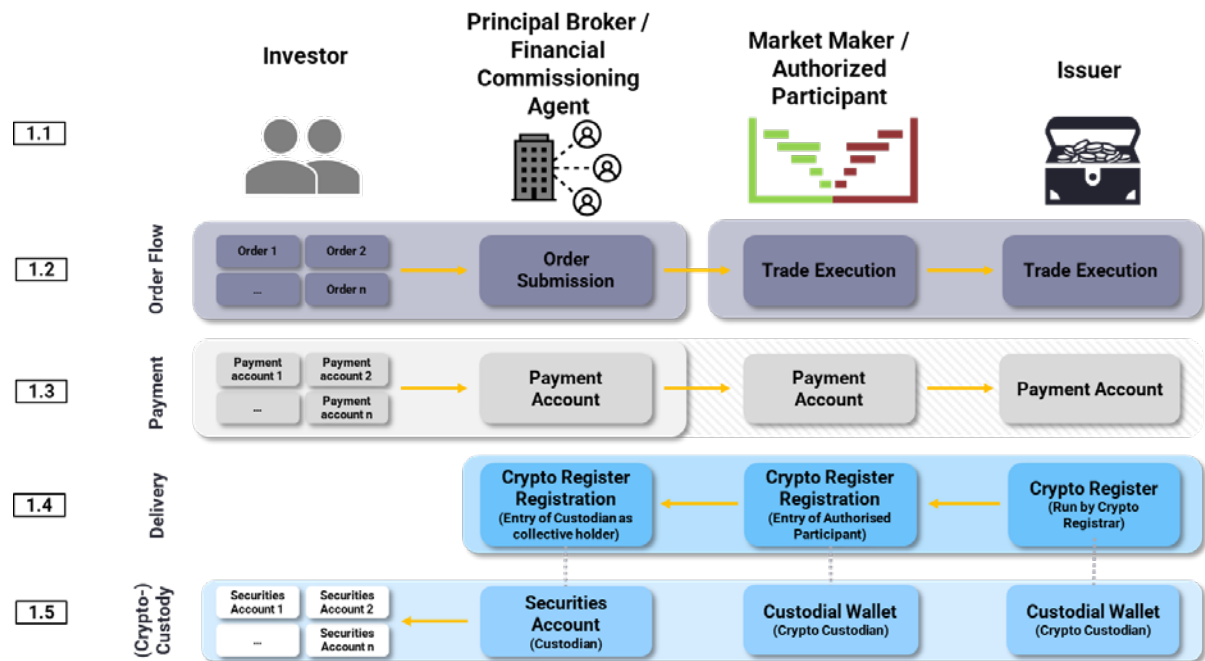 Investor
Principal Broker /
Financial
Commissioning
Agent
Market Maker /
Authorized
Participant
Issuer
1.1
1.2
Order Flow
Order 1
Order 2
...
Order n
Order
Submission
Trade Execution
Trade Execution
1.3
Payment
Payment
account 1
Payment
account 2
...
Payment
account n
Payment
Account
Payment
Account
Payment Account
1.4
Delivery
Crypto Register
Registration
(Entry of Custodian as
collective holder)
Crypto Register
Registration
(Entry of Authorised
Participant)
Crypto Register
(Run by Crypto
Registrar)
1.5
(Crypto-)
Custody
Securities
Account 1
Securities
Account 2
...
Securities
Account n
Securities
Account
(Custodian)
Custodial Wallet
(Crypto Custodian)
Custodial Wallet
(Crypto Custodian)